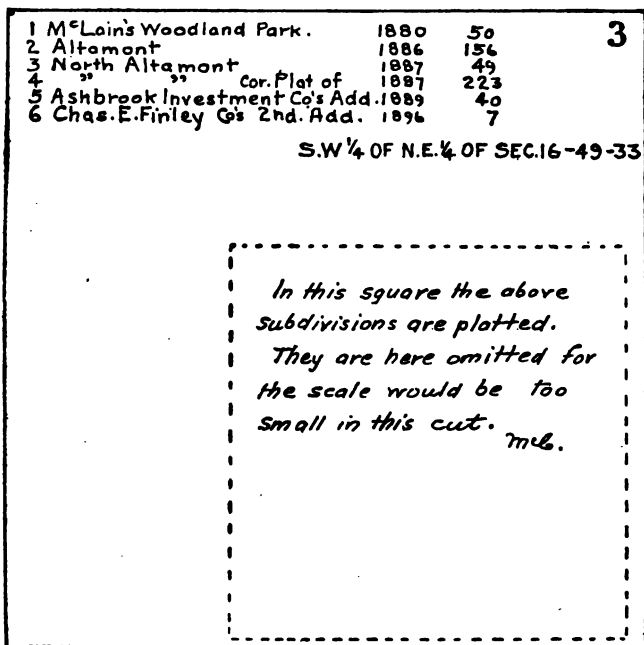 1 McLain's Woodland Park. 1880 50 3
2 Altamont 1886 156
3 North Altamont 1887 49
4 " " Cor. Plat of 1887 223
5 Ashbrook Investment Co's Add. 1889 40
6 Chas. E. Finley Co's 2nd. Add. 1896 7
S.W 1/4 OF N.E. 1/4 OF SEC. 16-49-33
In this square the above
subdivisions are platted.
They are here omitted for
the scale would be too
small in this cut.